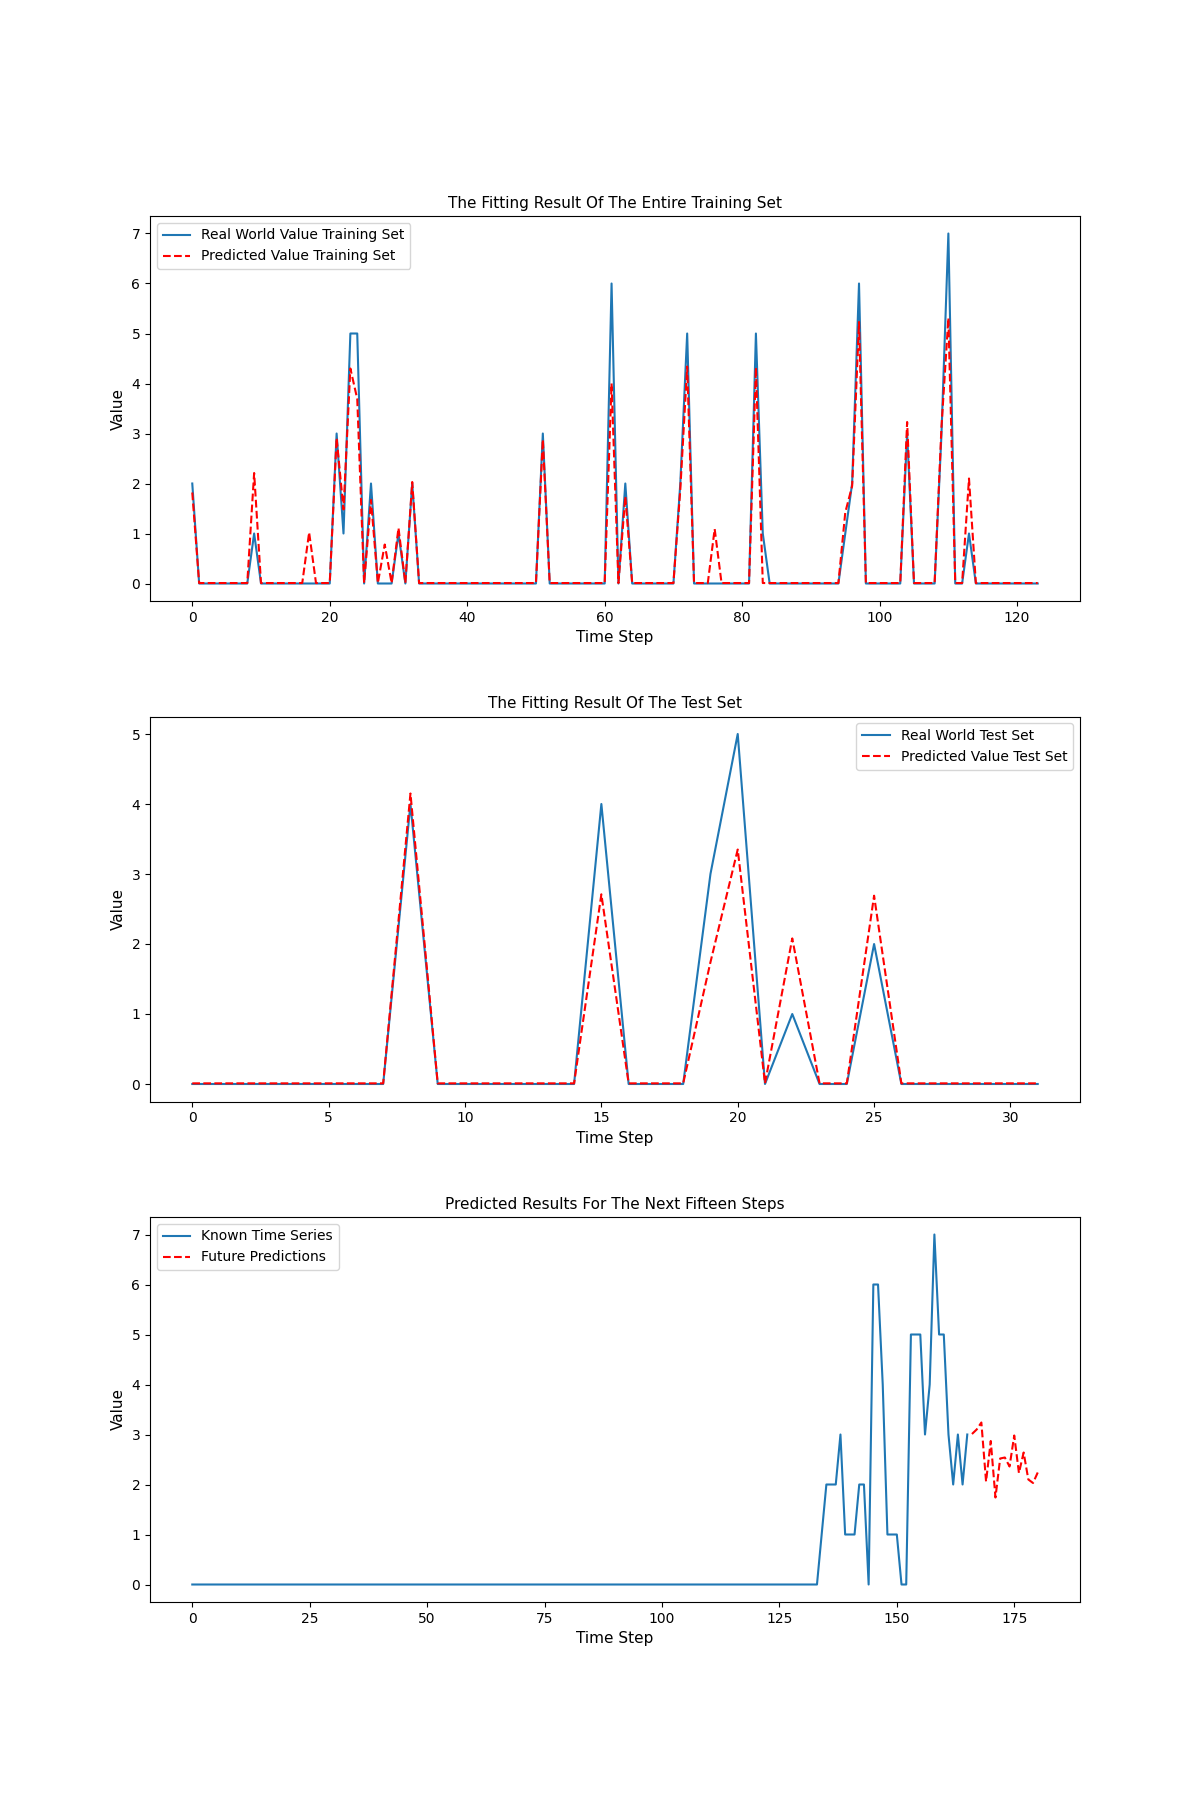 The Fitting Result Of The Entire Training Set
Real World Value Training Set
Predicted Value Training Set
7
6
5
4
3
2
1
0
Value
0 20 40 60 80 100 120
Time Step
The Fitting Result Of The Test Set
Real World Test Set
Predicted Value Test Set
5
4
3
2
1
0
Value
0 5 10 15 20 25 30
Time Step
Predicted Results For The Next Fifteen Steps
Known Time Series
Future Predictions
7
6
5
4
3
2
1
0
Value
0 25 50 75 100 125 150 175
Time Step